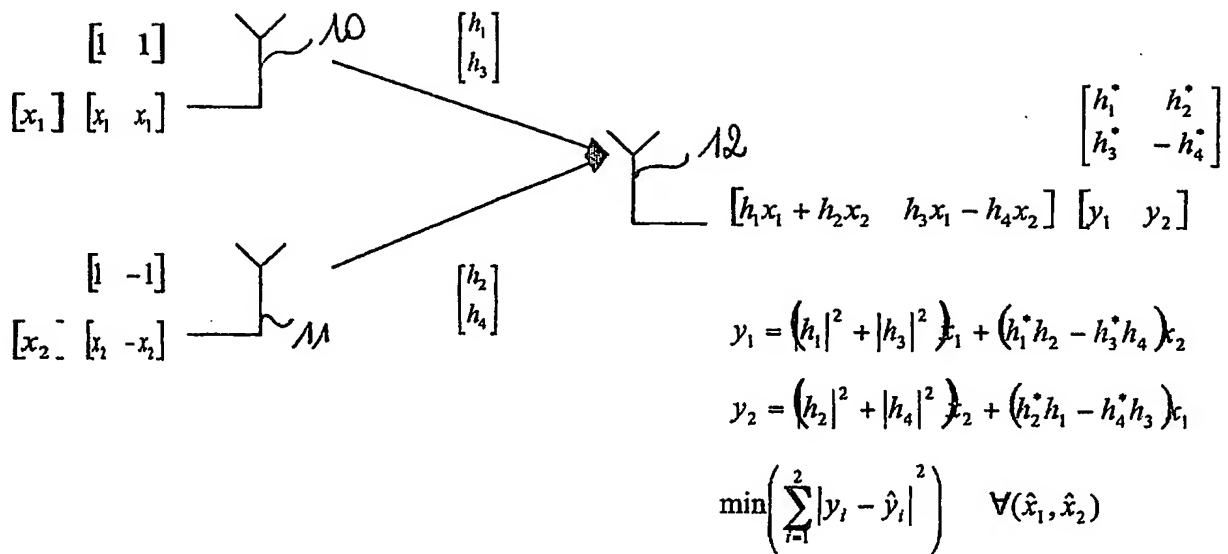 [1 1]
10
[x₁] [x₁ x₁]
[h₁
h₃]
12
[h₁* h₂*
h₃* −h₄*]
[h₁x₁ + h₂x₂ h₃x₁ − h₄x₂] [y₁ y₂]
[1 -1]
11
[x₂] [x₂ -x₂]
[h₂
h₄]
y₁ = (h₁|² + |h₃|²)x₁ + (h₁*h₂ − h₃*h₄)x₂
y₂ = (h₂|² + |h₄|²)x₂ + (h₂*h₁ − h₄*h₃)x₁
min(∑_{i=1}^{2} |yᵢ − ŷᵢ|²) ∀(x̂₁, x̂₂)